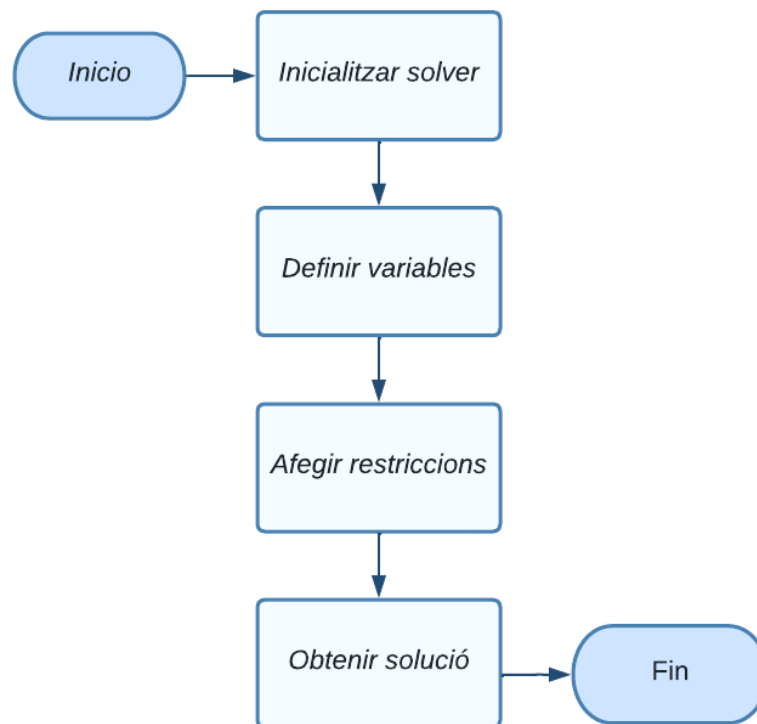 Inicio
Inicialitzar solver
Definir variables
Afegir restriccions
Obtenir solució
Fin